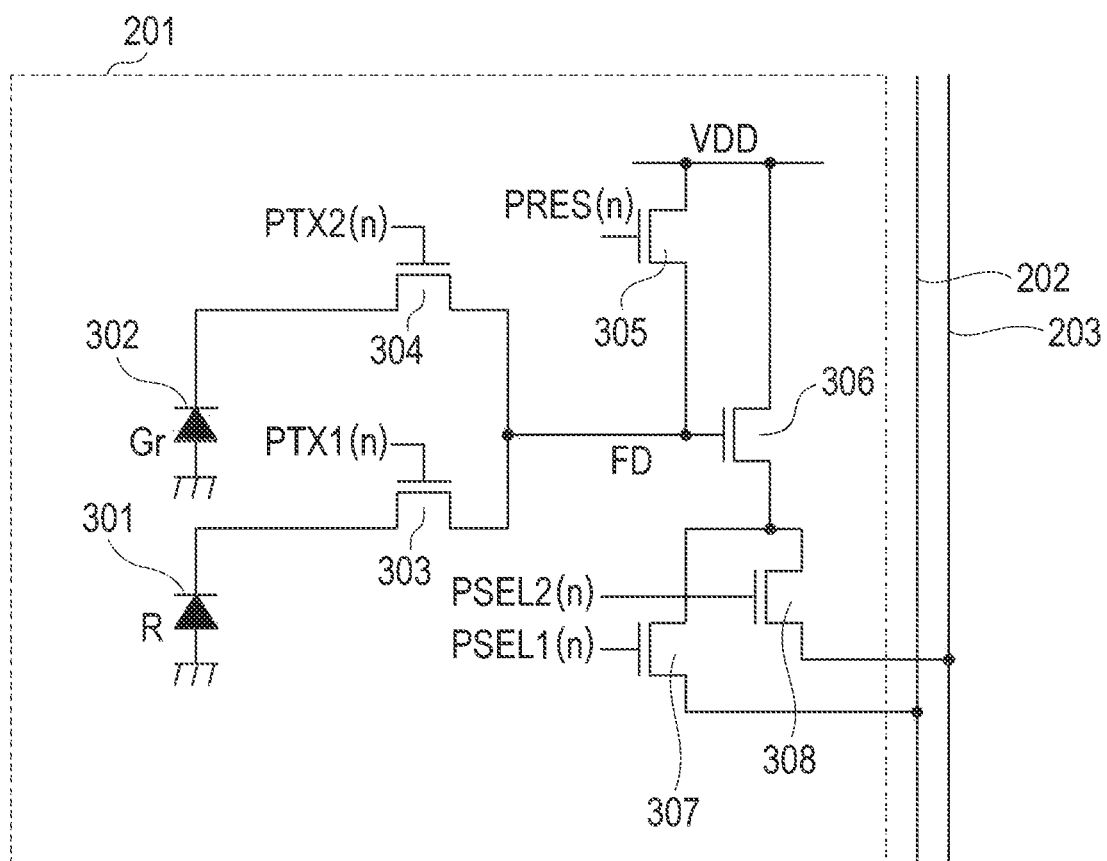 201
VDD
PRES(n)
PTX2(n)
305
202
304
203
302
306
Gr
PTX1(n)
FD
301
303
PSEL2(n)
R
PSEL1(n)
308
307